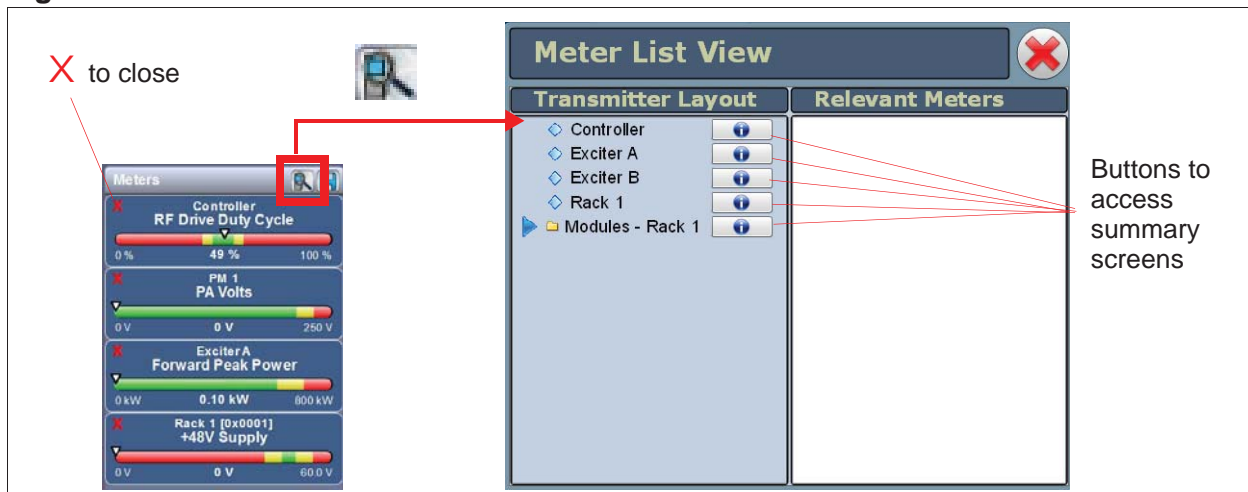 X to close
Meters
X Controller
RF Drive Duty Cycle
0 % 49 % 100 %
X PM 1
PA Volts
0 V 0 V 250 V
X Exciter A
Forward Peak Power
0 kW 0.10 kW 800 kW
X Rack 1 [0x0001]
+48V Supply
0 V 0 V 60.0 V
Meter List View
Transmitter Layout Relevant Meters
Controller
Exciter A
Exciter B
Rack 1
Modules - Rack 1
Buttons to
access
summary
screens